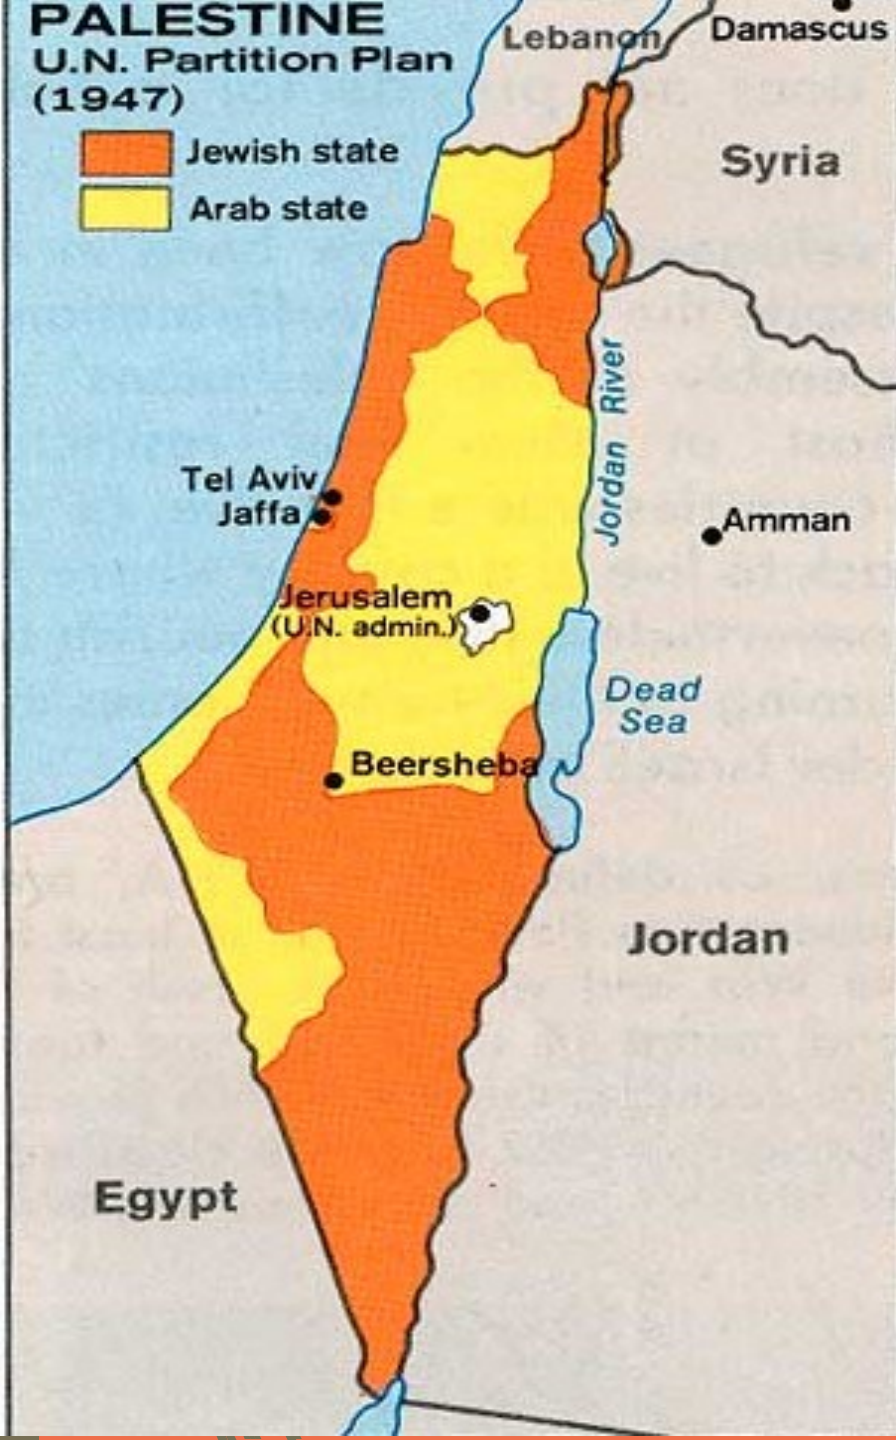 PALESTINE
U.N. Partition Plan
(1947)
Jewish state
Arab state
Lebanon
Damascus
Syria
Jordan River
Tel Aviv
Jaffa
Amman
Jerusalem
(U.N. admin.)
Dead
Sea
Beersheba
Jordan
Egypt